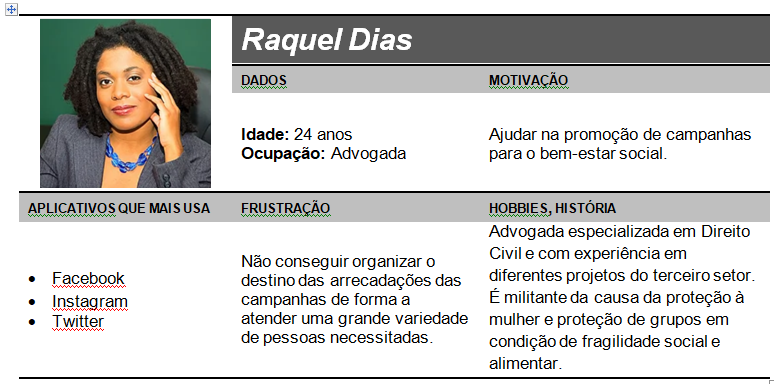 Raquel Dias
DADOS
MOTIVAÇÃO
Idade: 24 anos
Ocupação: Advogada
Ajudar na promoção de campanhas
para o bem-estar social.
APLICATIVOS QUE MAIS USA
FRUSTRAÇÃO
HOBBIES, HISTÓRIA
• Facebook
• Instagram
• Twitter
Não conseguir organizar o
destino das arrecadações das
campanhas de forma a
atender uma grande variedade
de pessoas necessitadas.
Advogada especializada em Direito
Civil e com experiência em
diferentes projetos do terceiro setor.
É militante da causa da proteção à
mulher e proteção de grupos em
condição de fragilidade social e
alimentar.